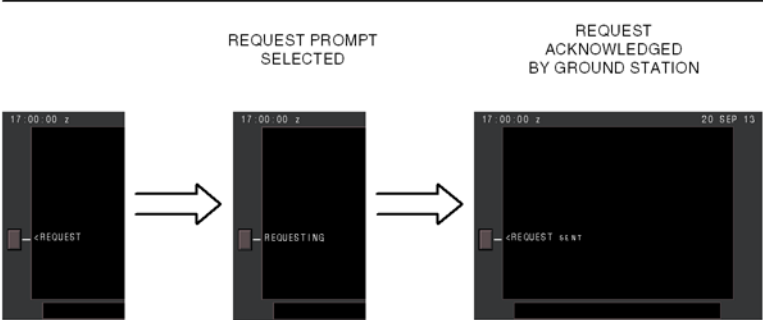 REQUEST PROMPT
SELECTED
REQUEST
ACKNOWLEDGED
BY GROUND STATION
17:00:00 z
<REQUEST
17:00:00 z
REQUESTING
17:00:00 z 20 SEP 13
<REQUEST SENT